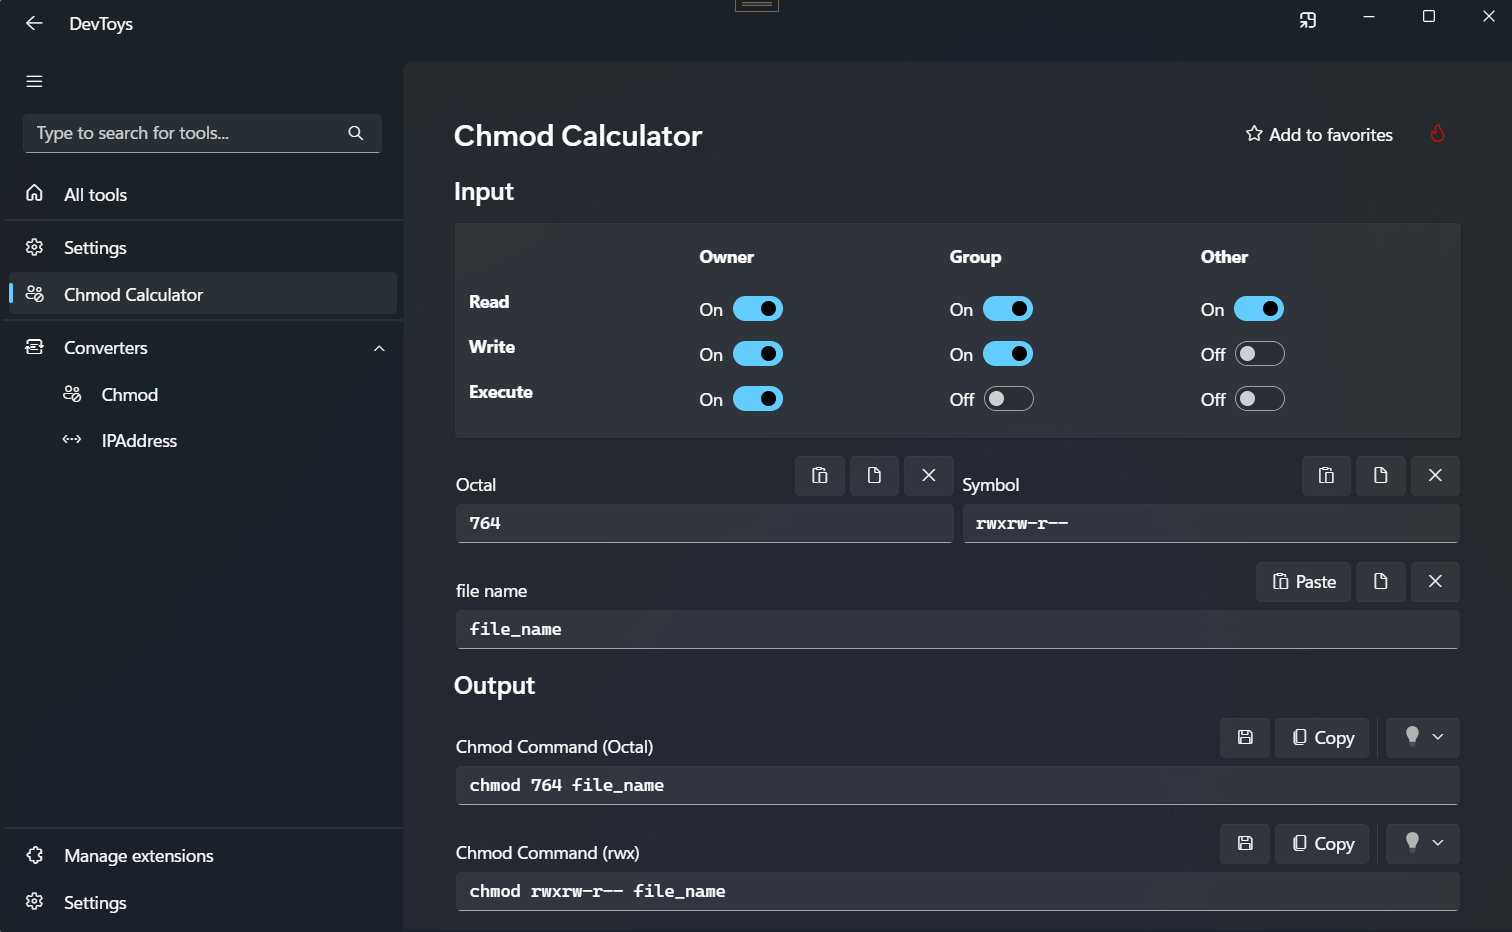 DevToys
Type to search for tools...
All tools
Settings
Chmod Calculator
Converters
Chmod
IPAddress
Manage extensions
Settings
Chmod Calculator
Add to favorites
Input
Owner Group Other
Read On On On
Write On On Off
Execute On Off Off
Octal
764
Symbol
rwxrw-r--
file name
Paste
file_name
Output
Chmod Command (Octal)
Copy
chmod 764 file_name
Chmod Command (rwx)
Copy
chmod rwxrw-r-- file_name